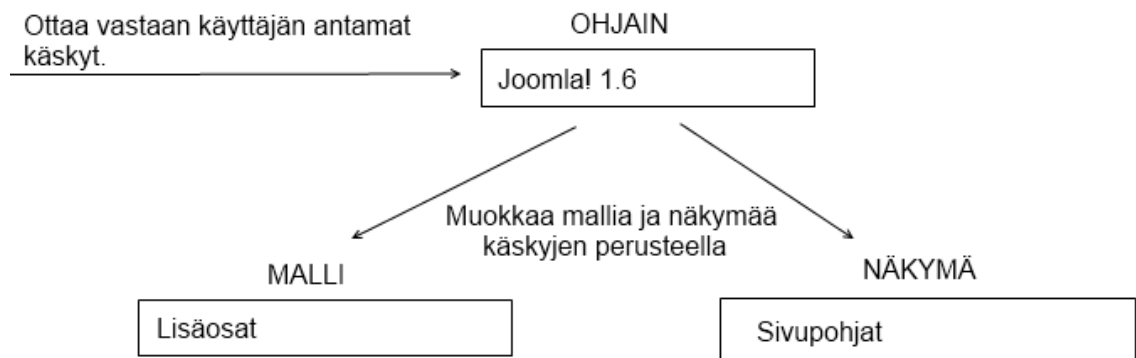 Ottaa vastaan käyttäjän antamat
käskyt.
OHJAIN
Joomla! 1.6
Muokkaa mallia ja näkymää
käskyjen perusteella
MALLI
Lisäosat
NÄKYMÄ
Sivupohjat